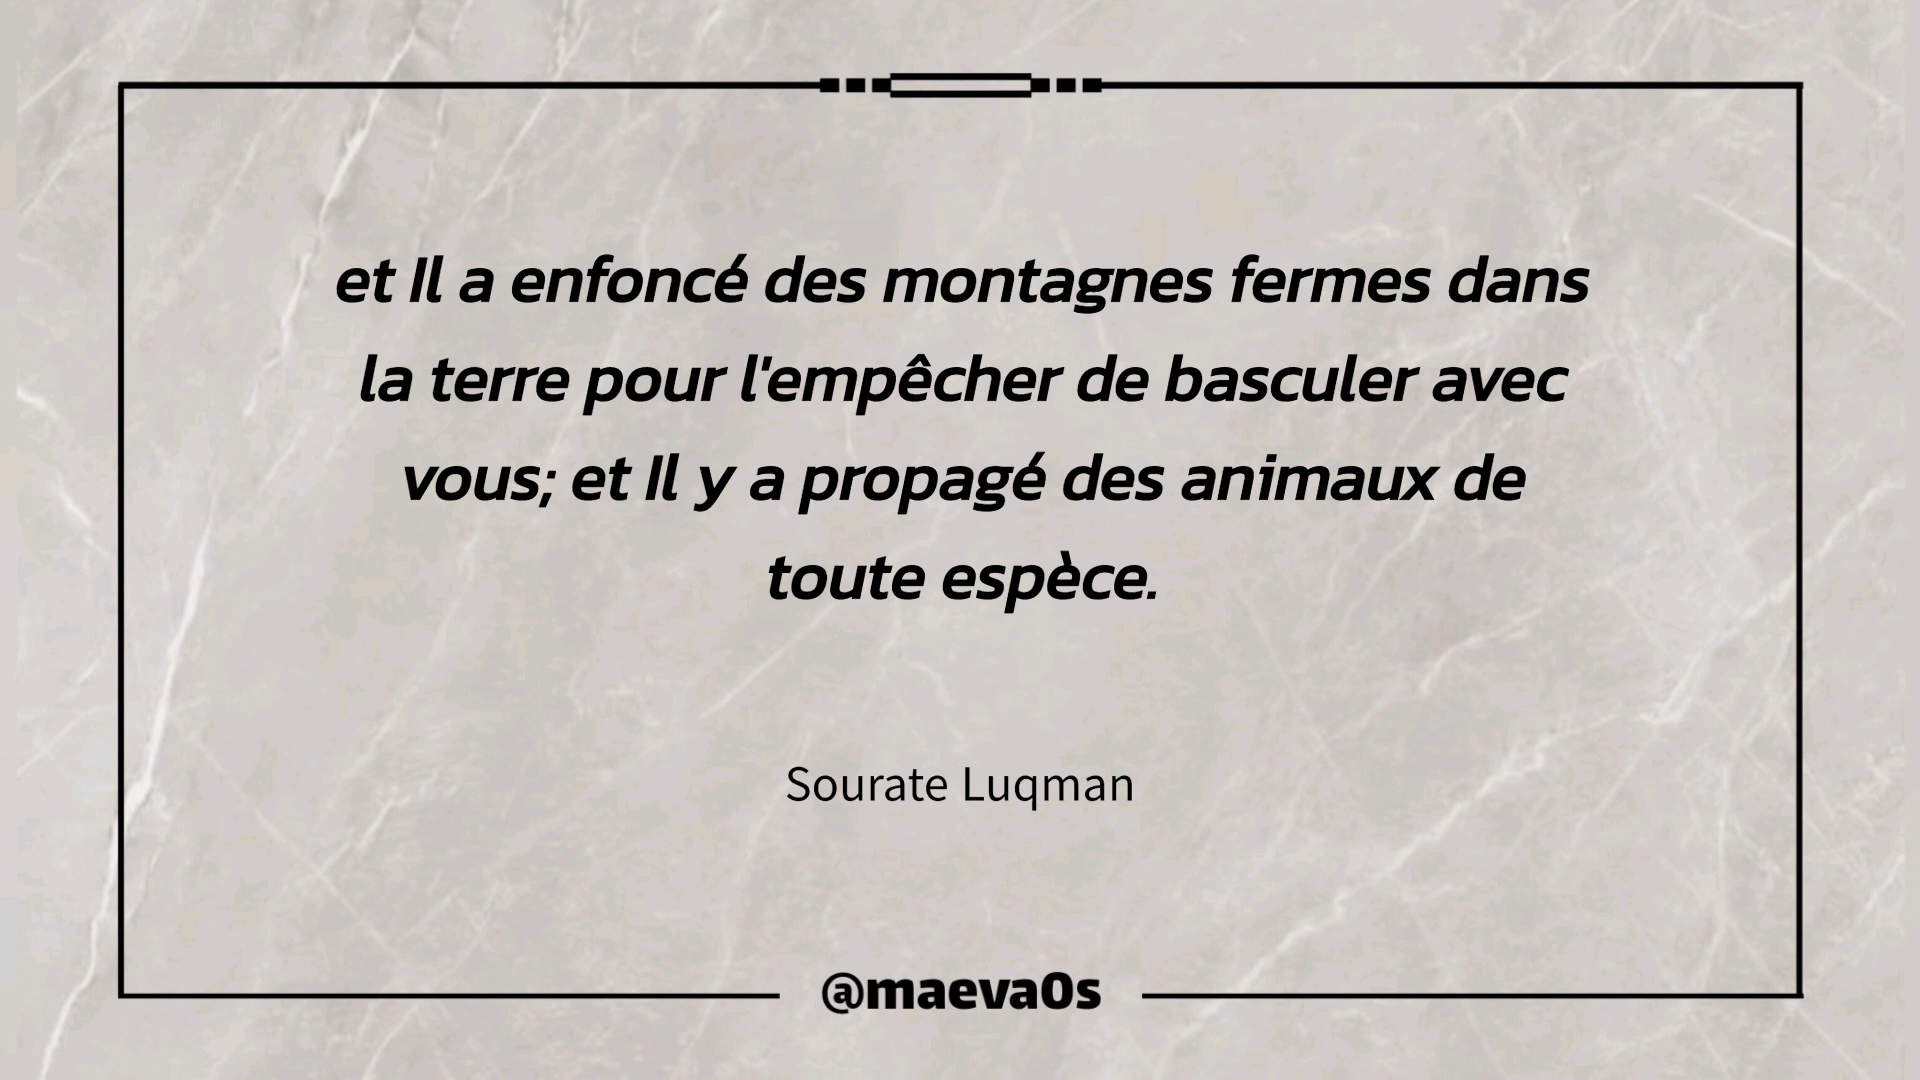 et Il a enfoncé des montagnes fermes dans
la terre pour l'empêcher de basculer avec
vous; et Il y a propagé des animaux de
toute espèce.
Sourate Luqman
@maeva0s